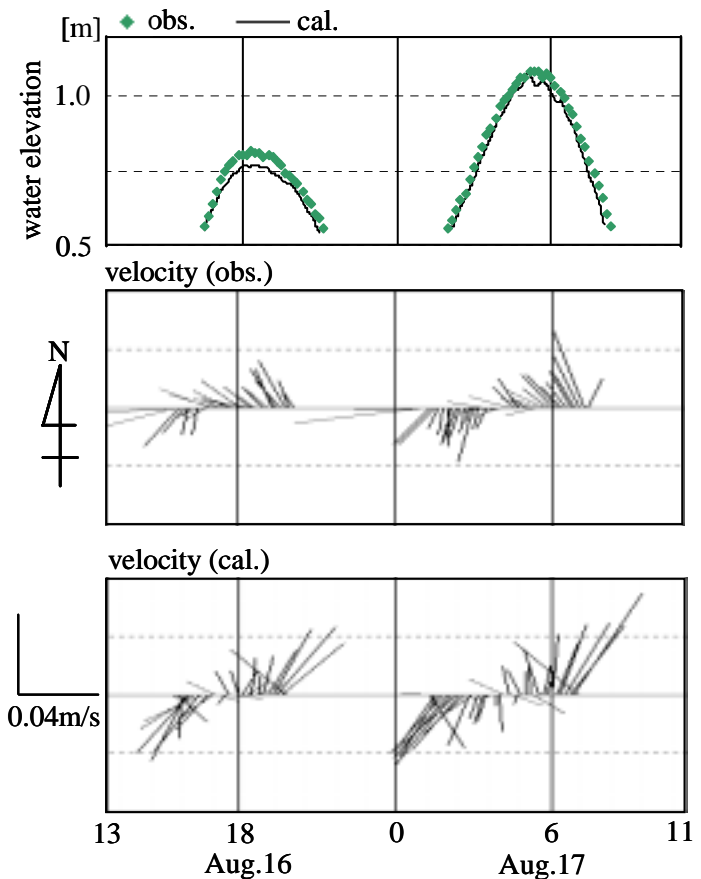 [m] obs. cal.
1.0
water elevation
0.5
velocity (obs.)
N
velocity (cal.)
0.04m/s
13 18 0 6 11
Aug.16 Aug.17